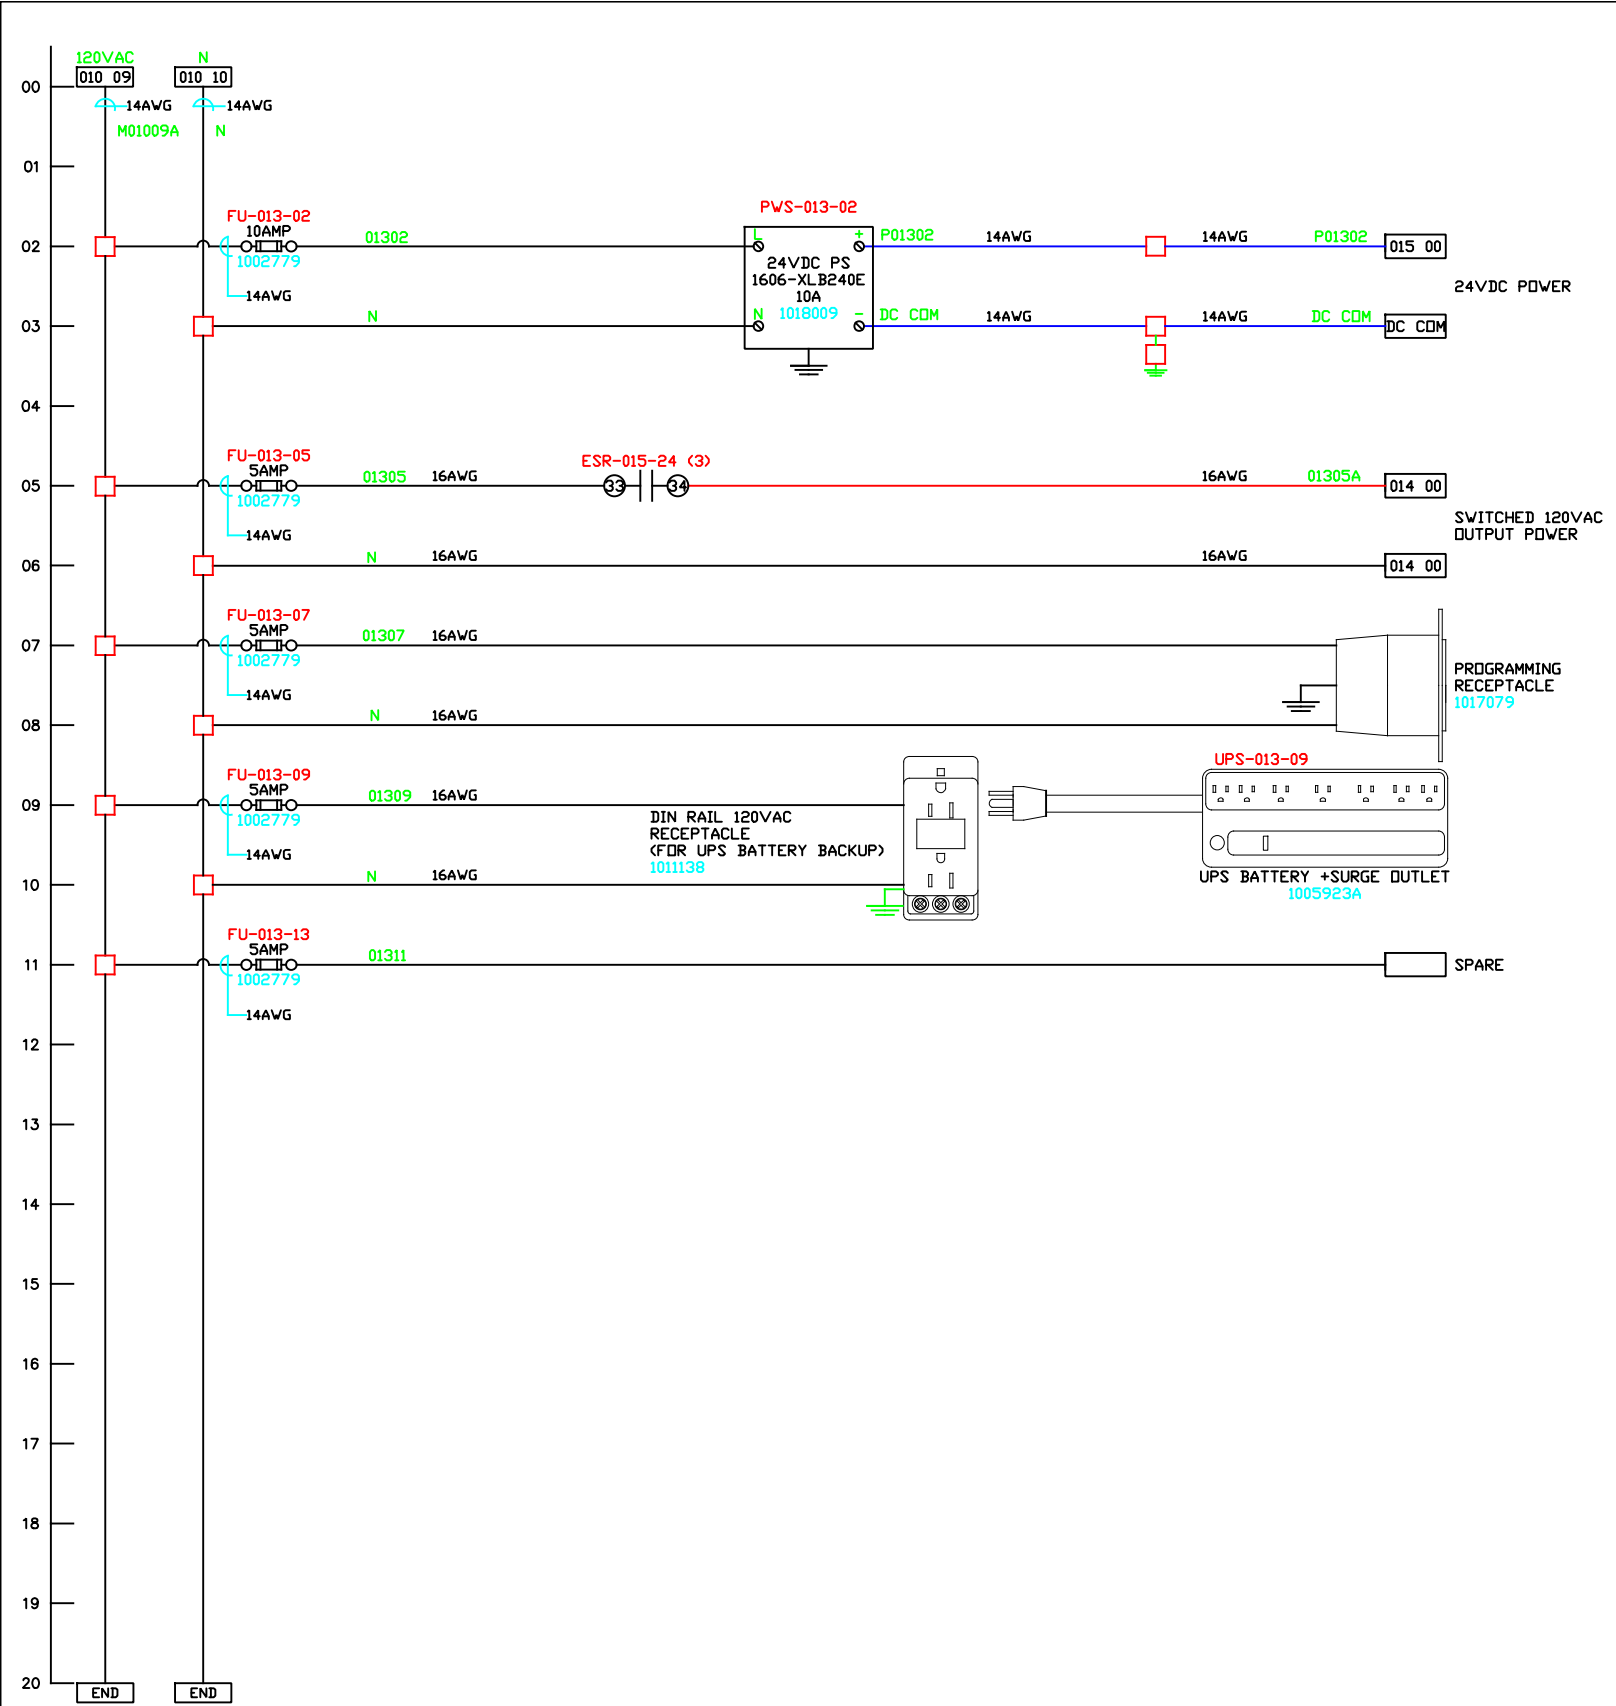 120VAC N
010 09 010 10
00
14AWG 14AWG
M01009A N
01
FU-013-02 PWS-013-02
10AMP 01302 L + P01302 14AWG 14AWG P01302
02 015 00
1002779 24VDC PS
1606-XLB240E 24VDC POWER
14AWG 10A
N N 1018009 - DC COM 14AWG 14AWG DC COM
03 DC COM
04
FU-013-05 ESR-015-24 (3)
5AMP 01305 16AWG 16AWG 01305A
05 33 34 014 00
1002779
SWITCHED 120VAC
14AWG OUTPUT POWER
N 16AWG 16AWG
06 014 00
FU-013-07
5AMP 01307 16AWG
07
1002779 PROGRAMMING
14AWG RECEPTACLE
1017079
N 16AWG
08
UPS-013-09
FU-013-09
5AMP 01309 16AWG
09
1002779 DIN RAIL 120VAC
RECEPTACLE
14AWG (FOR UPS BATTERY BACKUP)
1011138
N 16AWG UPS BATTERY +SURGE OUTLET
10
1005923A
FU-013-13
5AMP 01311
11 SPARE
1002779
14AWG
12
13
14
15
16
17
18
19
20
END END